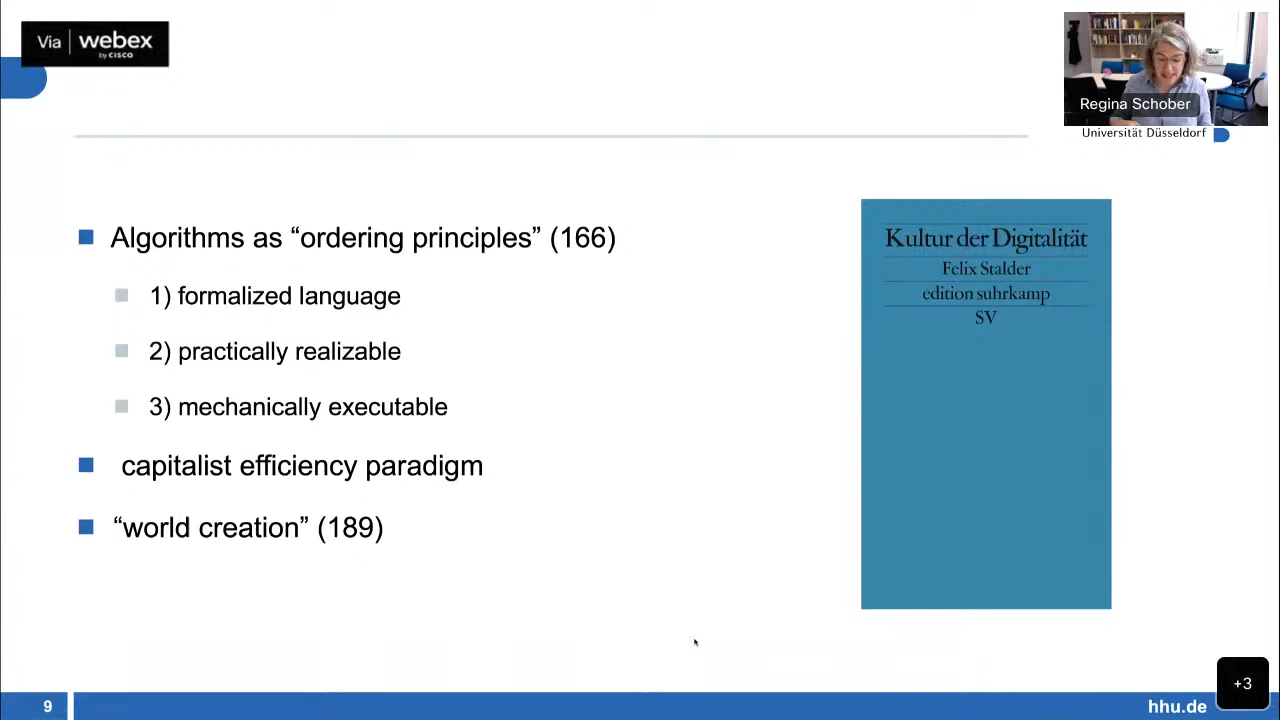 Via webex
by CISCO
Regina Schober
Universität Düsseldorf
Algorithms as “ordering principles” (166)
1) formalized language
2) practically realizable
3) mechanically executable
capitalist efficiency paradigm
“world creation” (189)
Kultur der Digitalität
Felix Stalder
edition suhrkamp
SV
+3
9
hhu.de